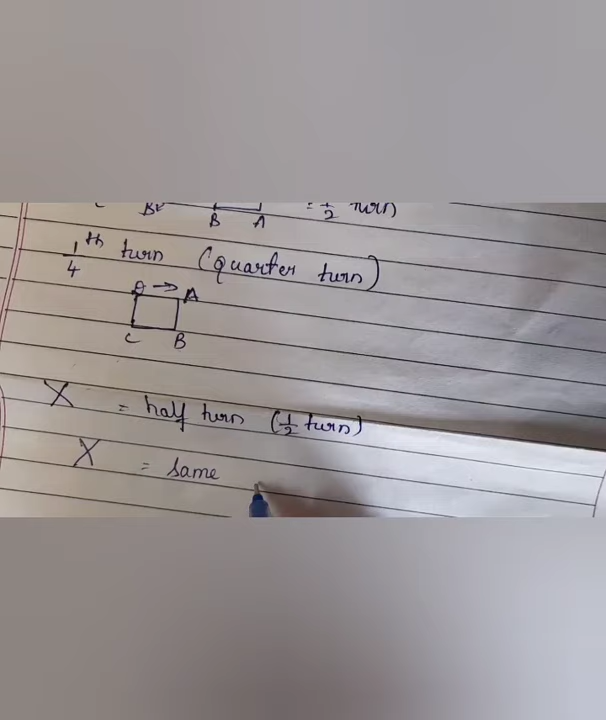 B A = 1/2 turn
1/4 th turn (quarter turn)
→ A
C B
X = half turn (1/2 turn)
X = same